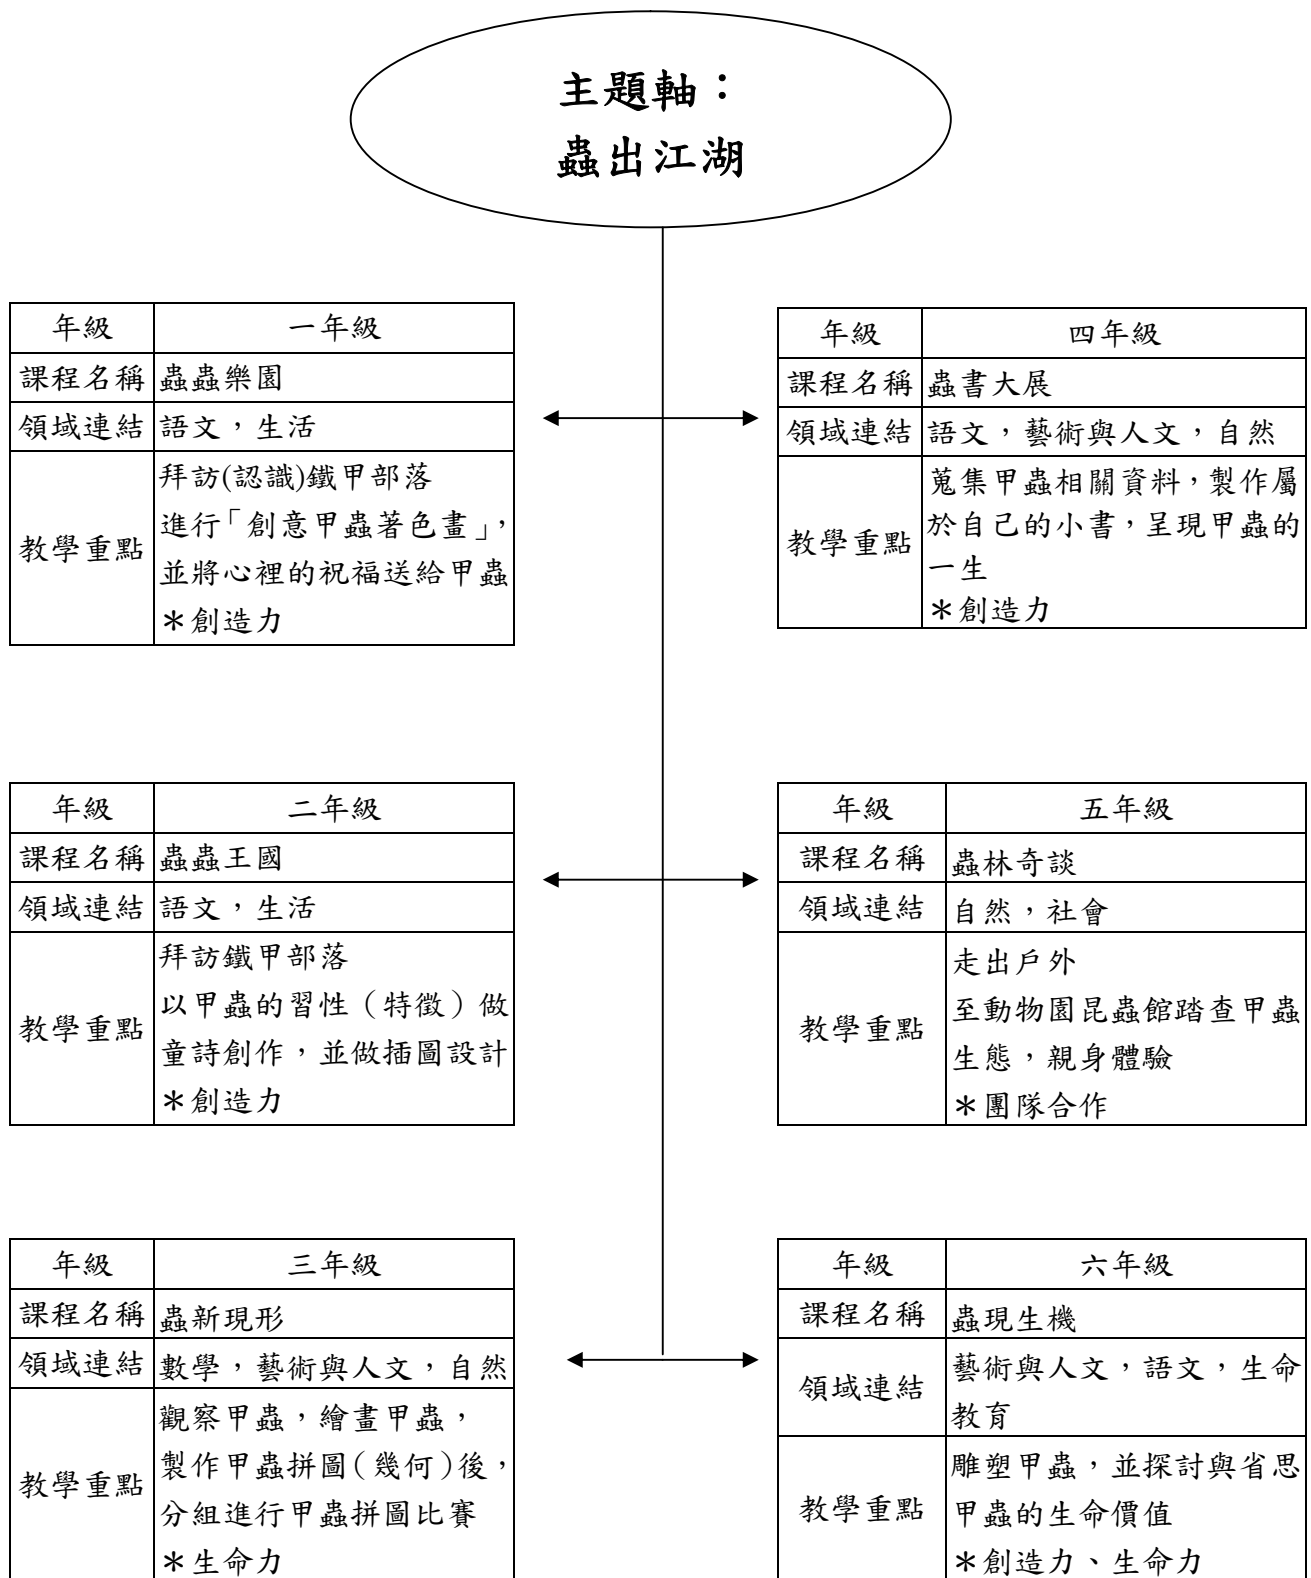 主題軸：
蟲出江湖
年級 一年級
課程名稱 蟲蟲樂園
領域連結 語文，生活
教學重點
拜訪(認識)鐵甲部落
進行「創意甲蟲著色畫」，
並將心裡的祝福送給甲蟲
＊創造力
年級 四年級
課程名稱 蟲書大展
領域連結 語文，藝術與人文，自然
教學重點
蒐集甲蟲相關資料，製作屬
於自己的小書，呈現甲蟲的
一生
＊創造力
年級 二年級
課程名稱 蟲蟲王國
領域連結 語文，生活
教學重點
拜訪鐵甲部落
以甲蟲的習性（特徵）做
童詩創作，並做插圖設計
＊創造力
年級 五年級
課程名稱 蟲林奇談
領域連結 自然，社會
教學重點
走出戶外
至動物園昆蟲館踏查甲蟲
生態，親身體驗
＊團隊合作
年級 三年級
課程名稱 蟲新現形
領域連結 數學，藝術與人文，自然
教學重點
觀察甲蟲，繪畫甲蟲，
製作甲蟲拼圖（幾何）後，
分組進行甲蟲拼圖比賽
＊生命力
年級 六年級
課程名稱 蟲現生機
領域連結
藝術與人文，語文，生命
教育
教學重點
雕塑甲蟲，並探討與省思
甲蟲的生命價值
＊創造力、生命力